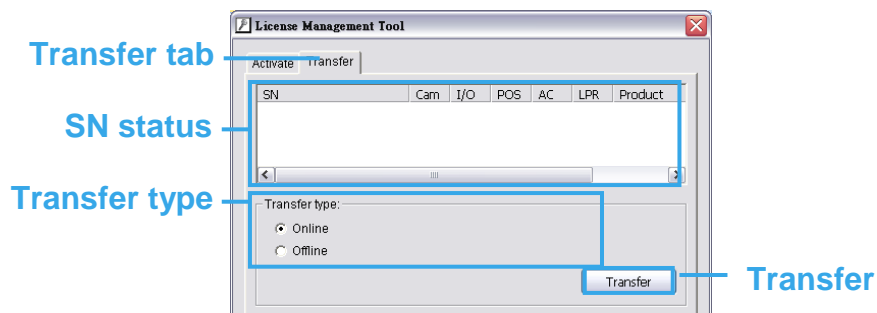 License Management Tool
Transfer tab
Activate Transfer
SN Cam I/O POS AC LPR Product
SN status
Transfer type
Transfer type:
Online
Offline
Transfer
Transfer